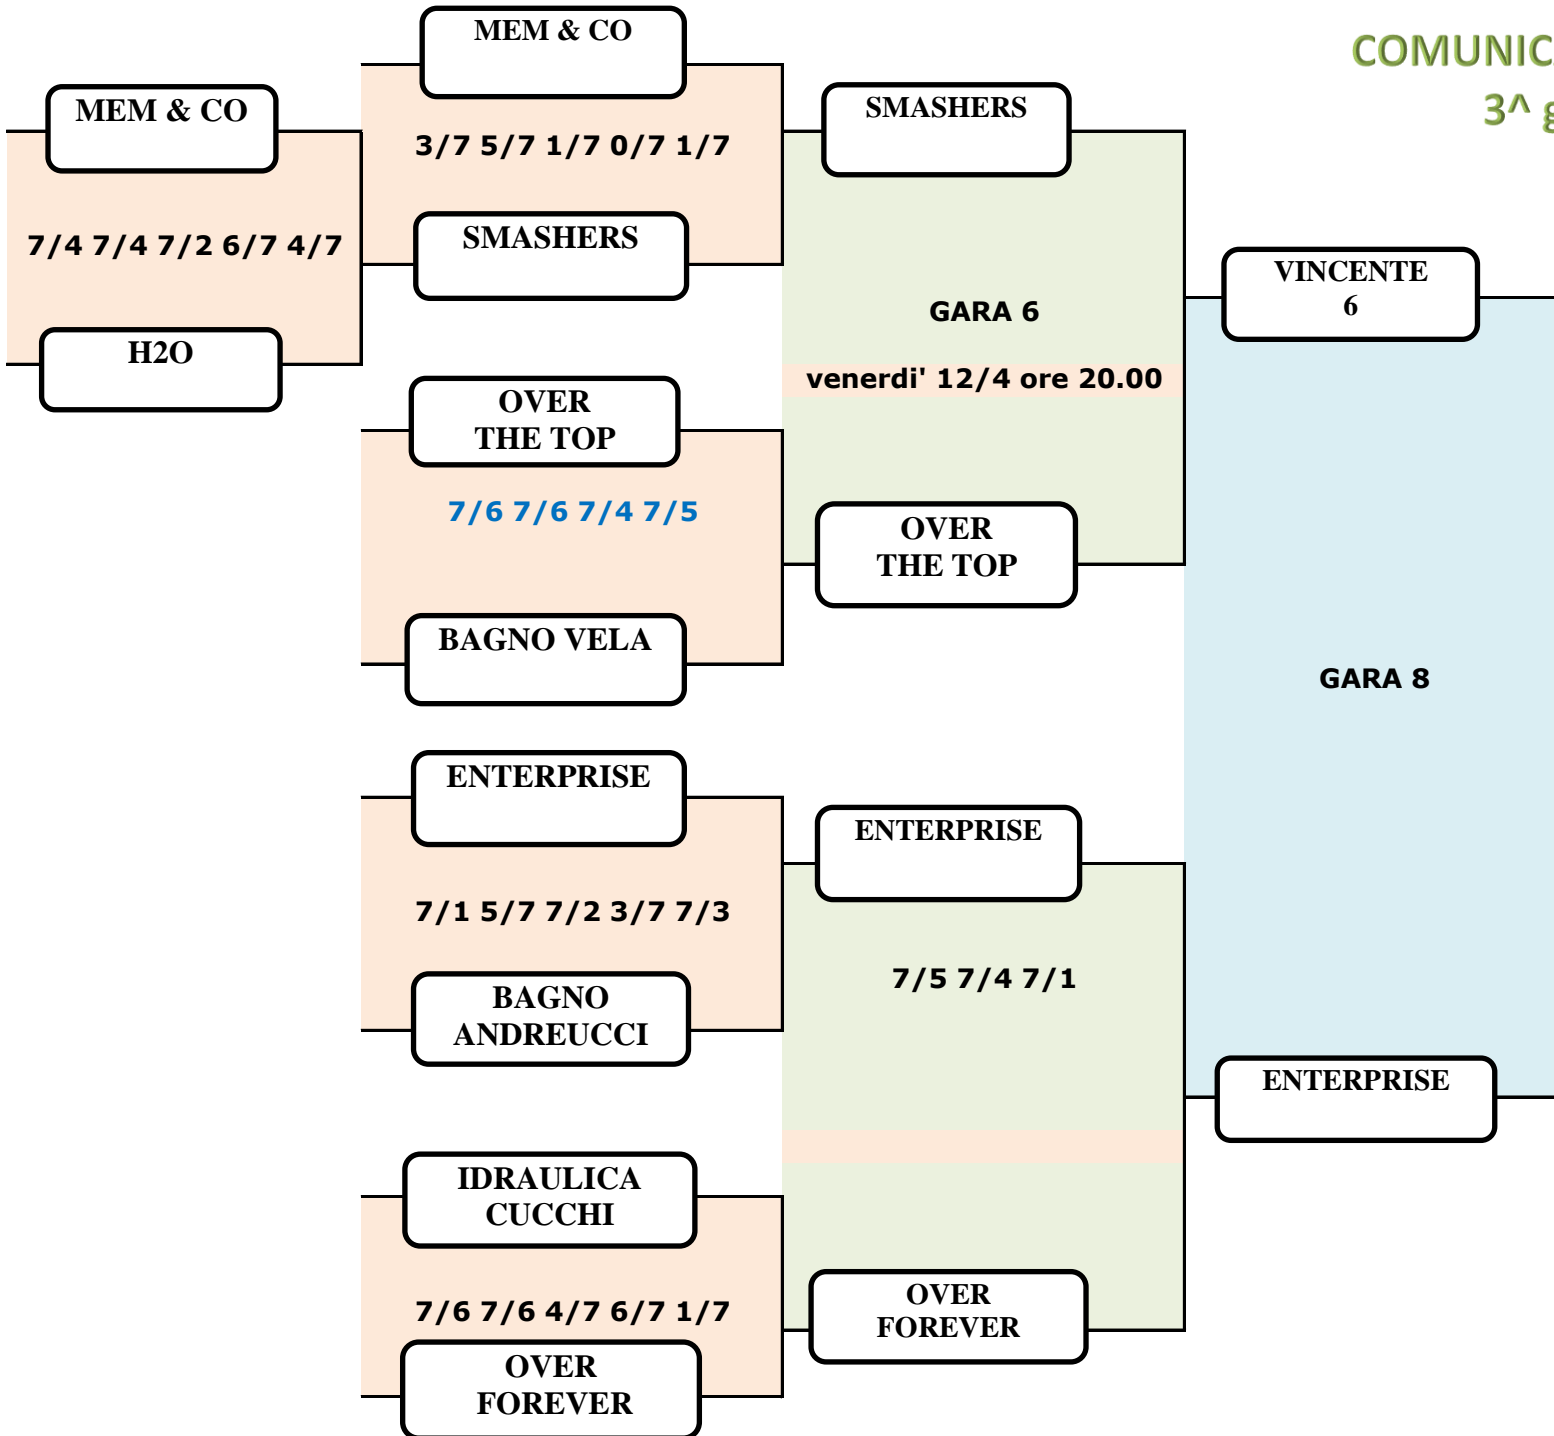 COMUNIC
3^ g
MEM & CO
7/4 7/4 7/2 6/7 4/7
H2O
MEM & CO
3/7 5/7 1/7 0/7 1/7
SMASHERS
OVER
THE TOP
7/6 7/6 7/4 7/5
BAGNO VELA
ENTERPRISE
7/1 5/7 7/2 3/7 7/3
BAGNO
ANDREUCCI
IDRAULICA
CUCCHI
7/6 7/6 4/7 6/7 1/7
OVER
FOREVER
SMASHERS
GARA 6
venerdi' 12/4 ore 20.00
OVER
THE TOP
ENTERPRISE
7/5 7/4 7/1
OVER
FOREVER
VINCENTE
6
GARA 8
ENTERPRISE